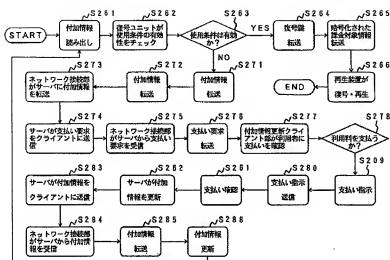 START
S261
付加情報
読み出し
S262
復号ユニットが
使用条件の有効
性をチェック
S263
使用条件は有効
か?
YES
NO
S264
復号鍵
転送
S265
暗号化された
課金対象情報
転送
S266
再生装置が
復号・再生
END
S271
付加情報
転送
S272
付加情報
転送
S273
ネットワーク接続部
がサーバに付加情報
を転送
S274
サーバが支払い要求
をクライアントに送
信
S275
ネットワーク接続部
がサーバから支払い
要求を受信
S276
支払い要求
転送
S277
付加情報更新クライ
アント部が利用者に
支払いを確認
S278
利用料を支払う
か?
S209
支払い指示
S280
支払い指示
送信
S281
支払い確認
S282
サーバが付加
情報を更新
S283
サーバが付加情報を
クライアントに送信
S284
ネットワーク接続部
がサーバから付加情
報を受信
S285
付加情報
転送
S286
付加情報
更新